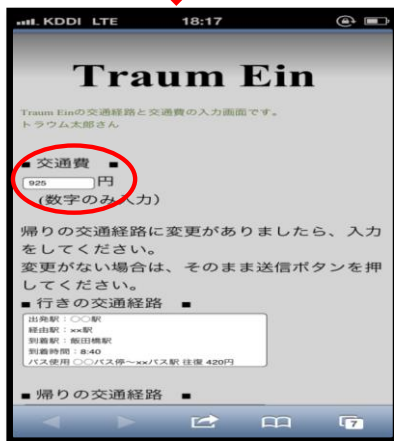 KDDI LTE 18:17
Traum Ein
Traum Einの交通経路と交通費の入力画面です。
トラウム太郎さん
■ 交通費 ■
925 円
(数字のみ入力)
帰りの交通経路に変更がありましたら、入力
をしてください。
変更がない場合は、そのまま送信ボタンを押
してください。
■ 行きの交通経路 ■
出発駅：○○駅
経由駅：××駅
到着駅：飯田橋駅
到着時間：8:40
バス使用 ○○バス停～××バス駅 往復 420円
■ 帰りの交通経路 ■
7